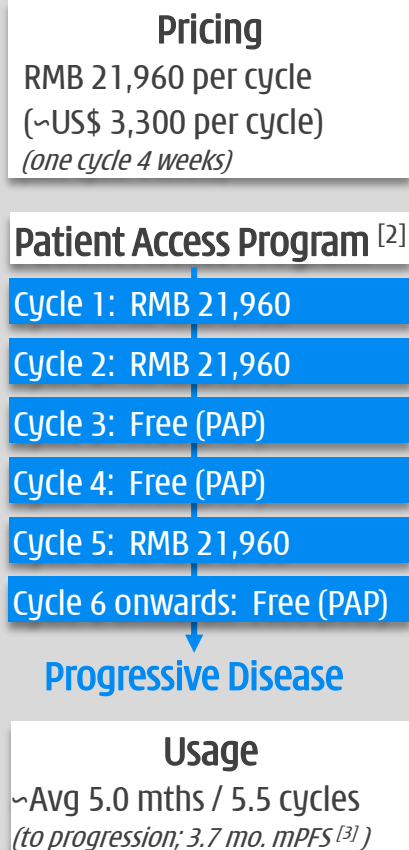 Pricing
RMB 21,960 per cycle
(~US$ 3,300 per cycle)
(one cycle 4 weeks)
Patient Access Program [2]
Cycle 1: RMB 21,960
Cycle 2: RMB 21,960
Cycle 3: Free (PAP)
Cycle 4: Free (PAP)
Cycle 5: RMB 21,960
Cycle 6 onwards: Free (PAP)
Progressive Disease
Usage
~Avg 5.0 mths / 5.5 cycles
(to progression; 3.7 mo. mPFS [3] )